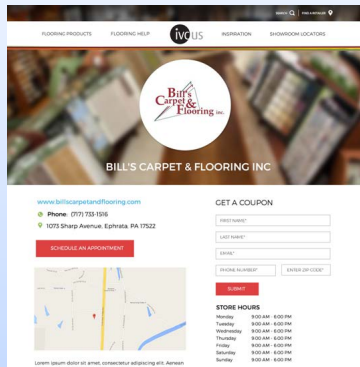 SEARCH
FIND A RETAILER
FLOORING PRODUCTS FLOORING HELP ivcus INSPIRATION SHOWROOM LOCATORS
Bill's
Carpet &
Flooring inc.
BILL'S CARPET & FLOORING INC
www.billscarpetandflooring.com
Phone: (717) 733-1516
1073 Sharp Avenue, Ephrata, PA 17522
SCHEDULE AN APPOINTMENT
Lorem ipsum dolor sit amet, consectetur adipiscing elit. Aenean
GET A COUPON
FIRST NAME*
LAST NAME*
EMAIL*
PHONE NUMBER* ENTER ZIP CODE*
SUBMIT
STORE HOURS
Monday 9:00 AM - 6:00 PM
Tuesday 9:00 AM - 6:00 PM
Wednesday 9:00 AM - 6:00 PM
Thursday 9:00 AM - 6:00 PM
Friday 9:00 AM - 6:00 PM
Saturday 9:00 AM - 6:00 PM
Sunday 9:00 AM - 6:00 PM